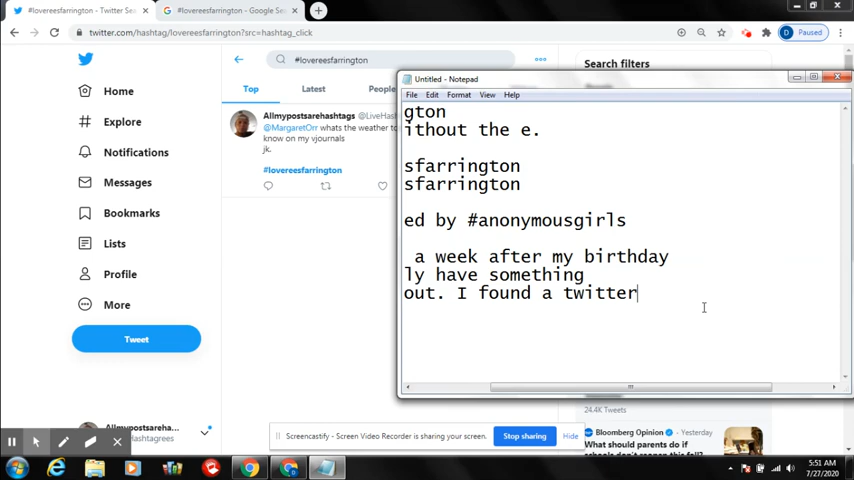 #lovereesfarrington - Twitter Se
#lovereesfarrington - Google Se
twitter.com/hashtag/lovereesfarrington?src=hashtag_click
D
Paused
#lovereesfarrington
Search filters
Home
Explore
Notifications
Messages
Bookmarks
Lists
Profile
More
Tweet
Top
Latest
People
Allmypostsarehashtags @LiveHash
@MargaretOrr whats the weather to
know on my vjournals
jk.
#lovereesfarrington
Untitled - Notepad
File Edit Format View Help
gton
ithout the e.
sfarrington
sfarrington
ed by #anonymousgirls
a week after my birthday
ly have something
out. I found a twitter
24.4K Tweets
Bloomberg Opinion
What should parents do if
Allmypostsareha...
Hashtagrees
Screencastify - Screen Video Recorder is sharing your screen.
Stop sharing
Hide
5:51 AM
7/27/2020